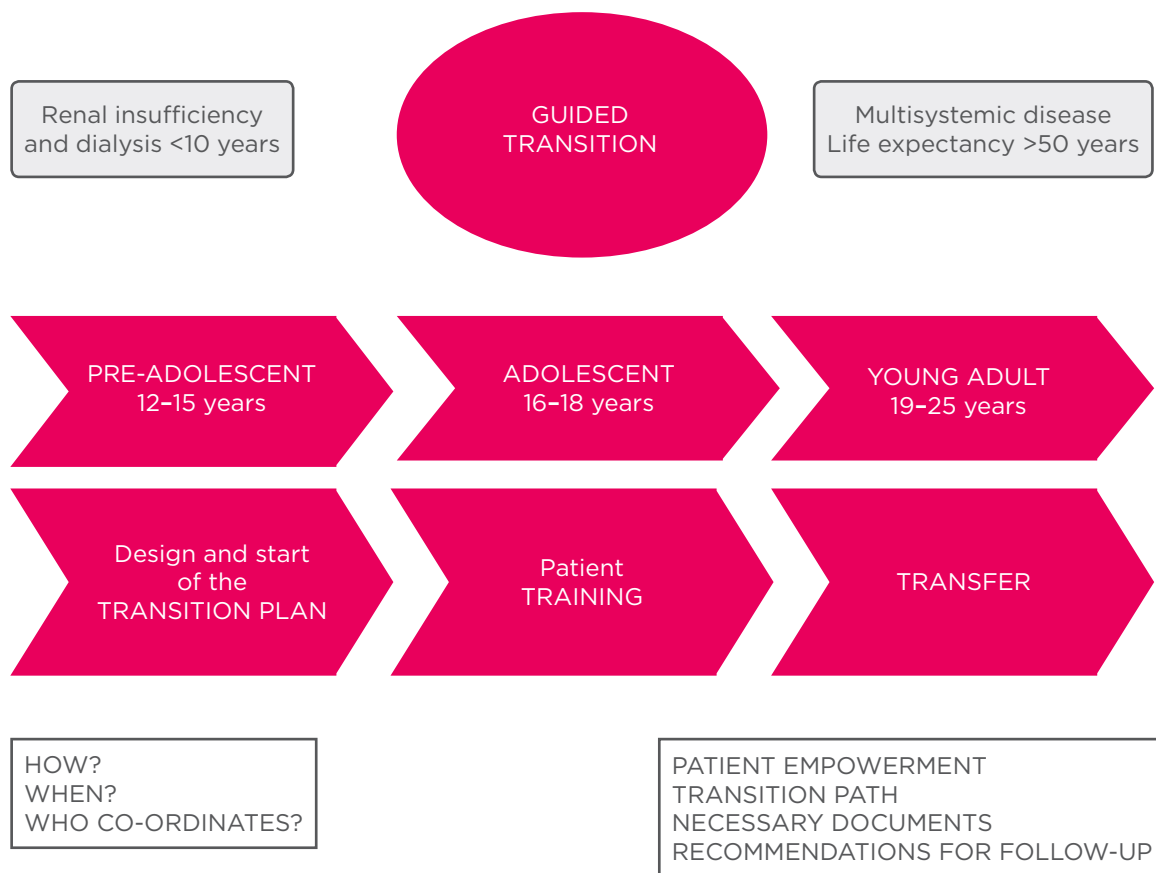 Renal insufficiency
and dialysis <10 years
GUIDED
TRANSITION
Multisystemic disease
Life expectancy >50 years
PRE-ADOLESCENT
12–15 years
ADOLESCENT
16–18 years
YOUNG ADULT
19–25 years
Design and start
of the
TRANSITION PLAN
Patient
TRAINING
TRANSFER
HOW?
WHEN?
WHO CO-ORDINATES?
PATIENT EMPOWERMENT
TRANSITION PATH
NECESSARY DOCUMENTS
RECOMMENDATIONS FOR FOLLOW-UP